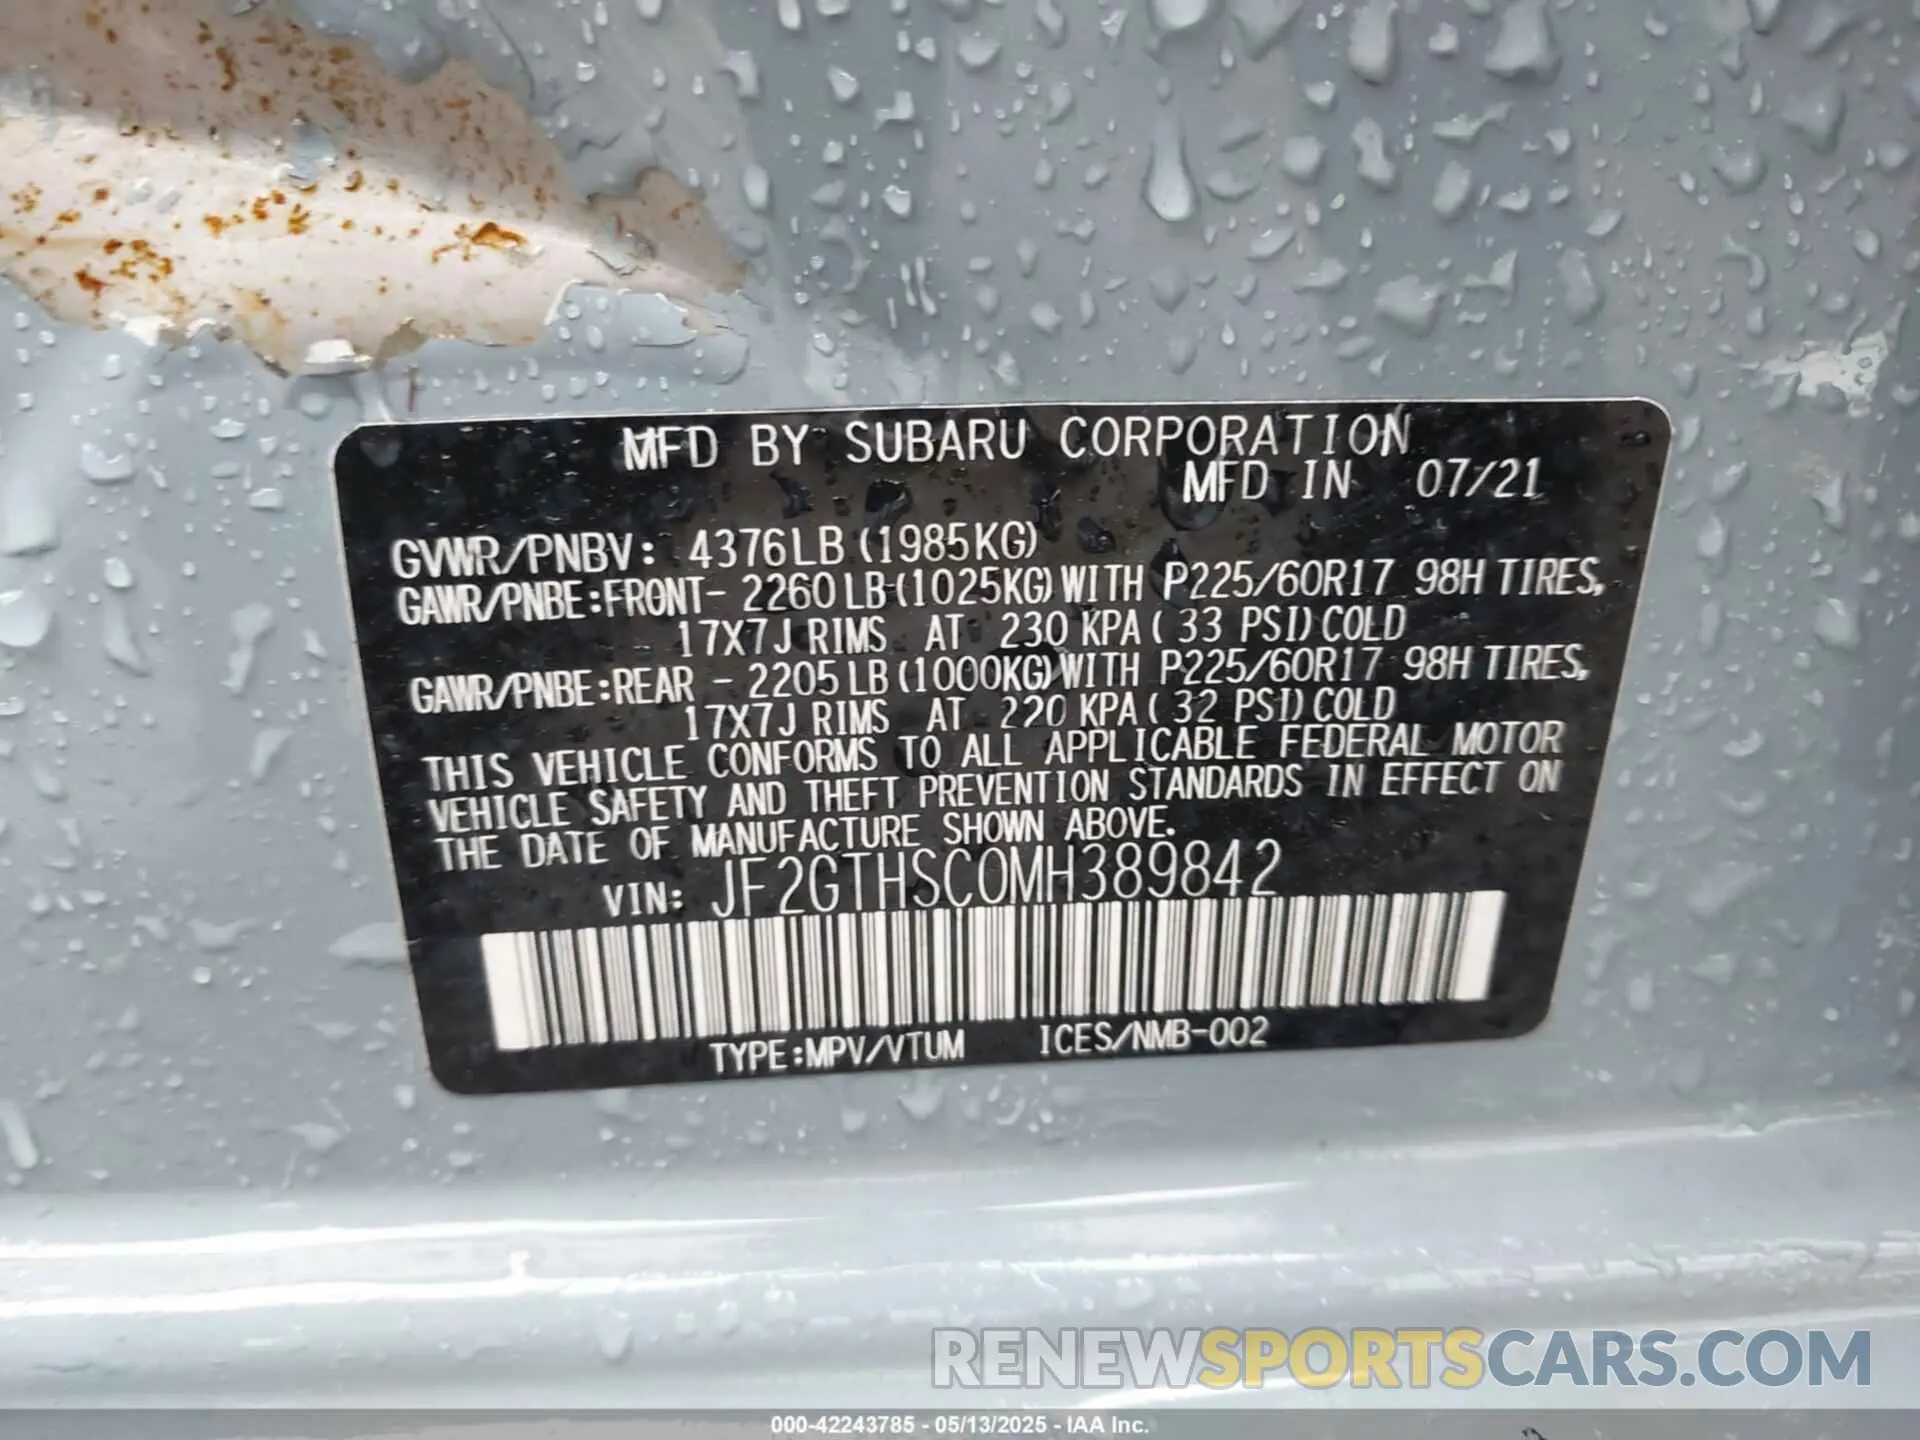 MFD BY SUBARU CORPORATION
MFD IN 07/21
GVWR/PNBV: 4376LB (1985KG)
GAWR/PNBE:FRONT- 2260LB (1025KG) WITH P225/60R17 98H TIRES,
17X7J RIMS AT 230 KPA ( 33 PSI) COLD
GAWR/PNBE:REAR - 2205LB (1000KG) WITH P225/60R17 98H TIRES,
17X7J RIMS AT 220 KPA ( 32 PSI) COLD
THIS VEHICLE CONFORMS TO ALL APPLICABLE FEDERAL MOTOR
VEHICLE SAFETY AND THEFT PREVENTION STANDARDS IN EFFECT ON
THE DATE OF MANUFACTURE SHOWN ABOVE.
VIN: JF2GTHSC0MH389842
TYPE:MPV/VTUM ICES/NMB-002
RENEWSPORTSCARS.COM
000-42243785 - 05/13/2025 - IAA Inc.